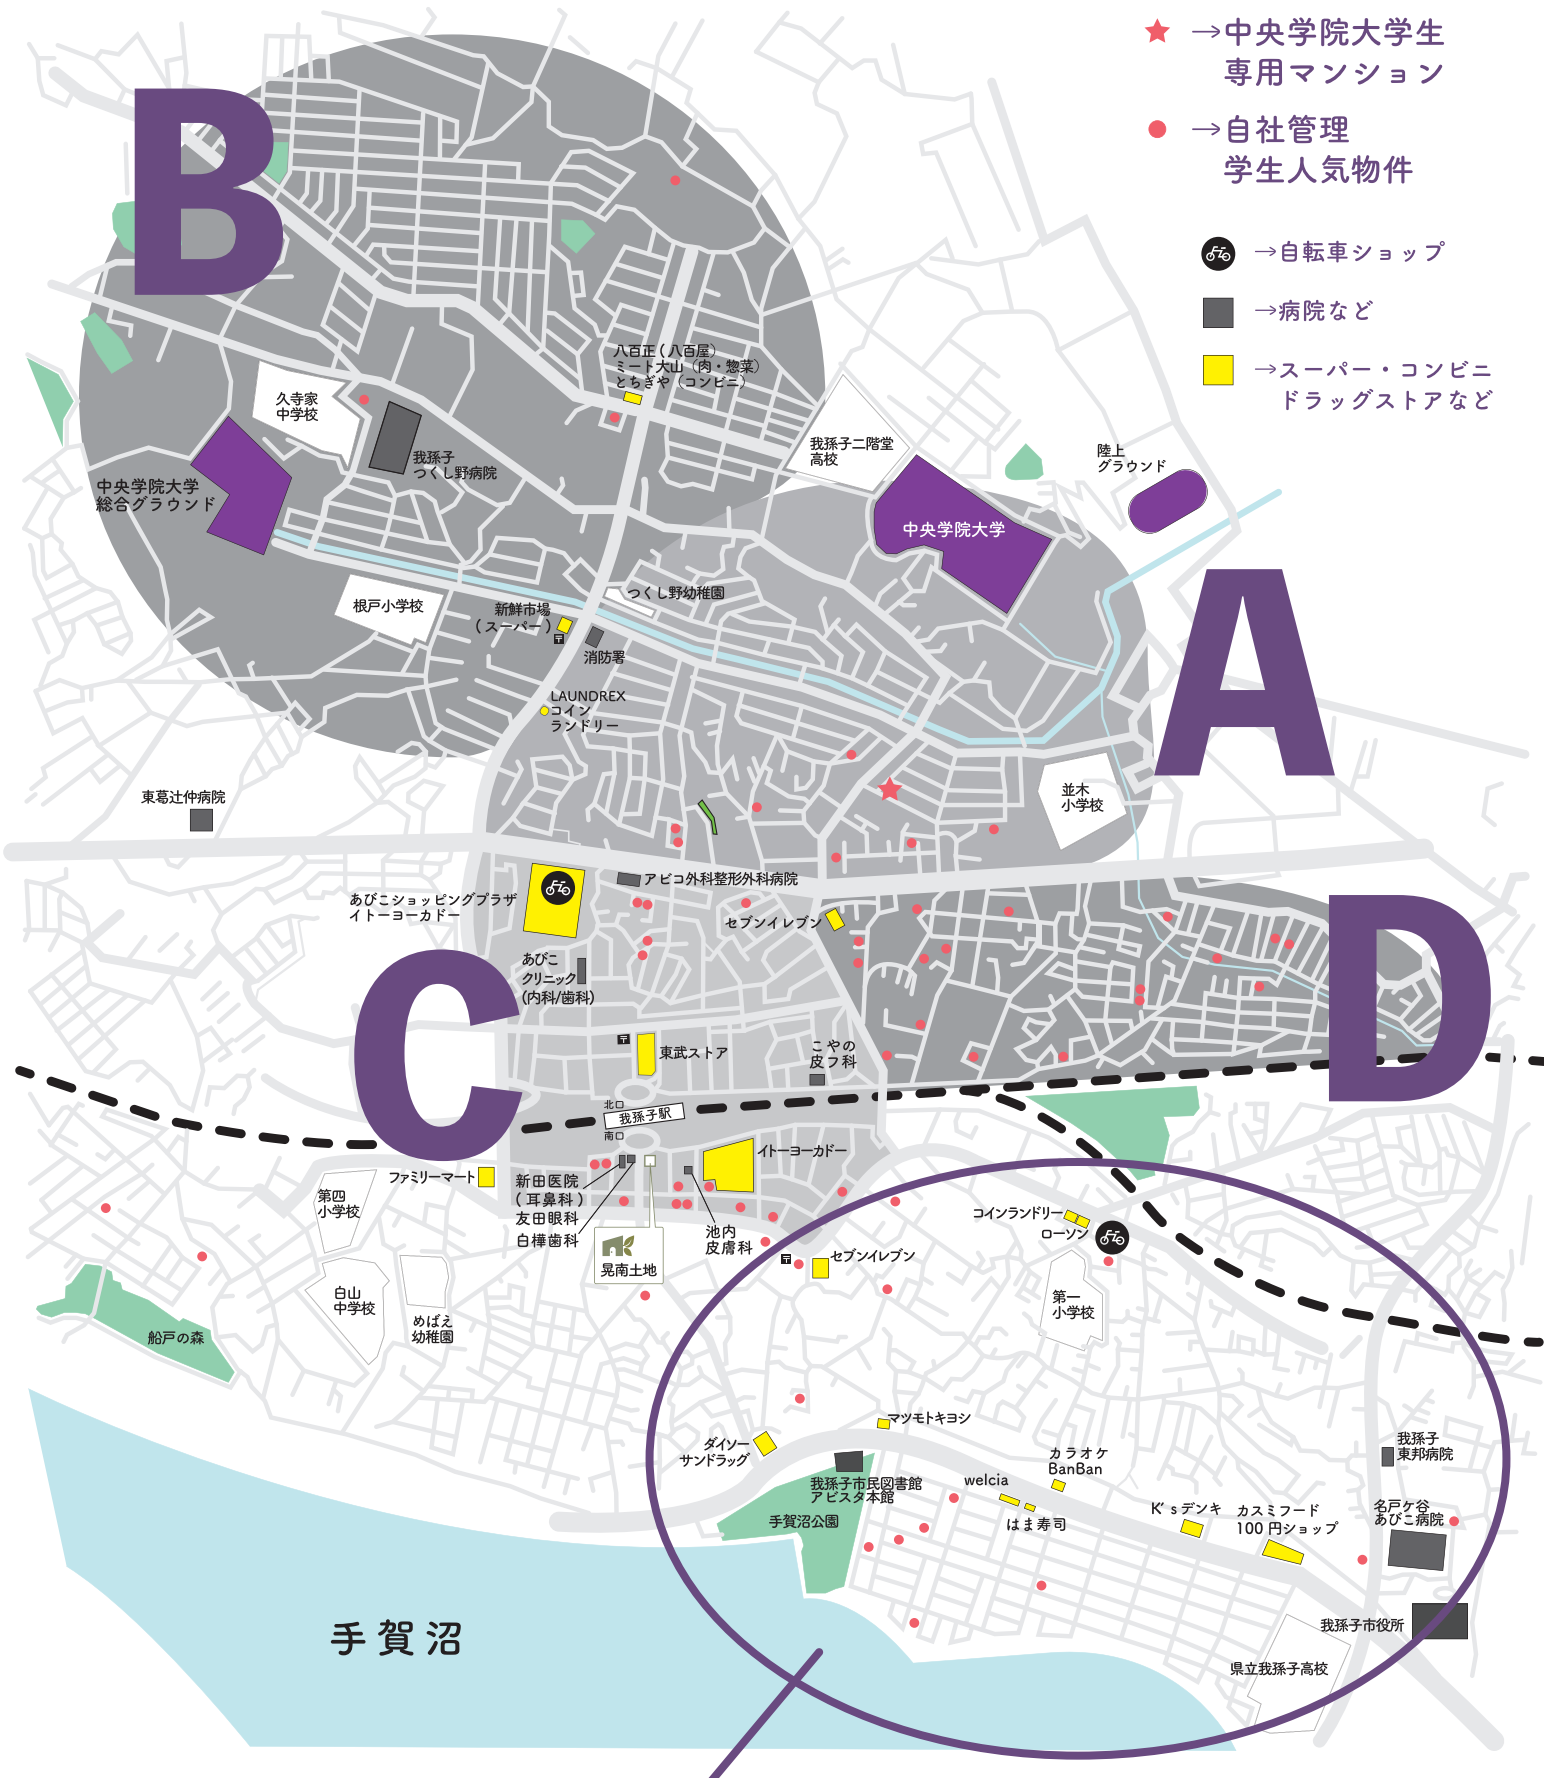 →中央学院大学生
専用マンション
→自社管理
学生人気物件
→自転車ショップ
→病院など
→スーパー・コンビニ
ドラッグストアなど
B
八百正(八百屋)
ミート大山(肉・惣菜)
とちぎや(コンビニ)
久寺家
中学校
我孫子
つくし野病院
中央学院大学
総合グラウンド
我孫子二階堂
高校
陸上
グラウンド
中央学院大学
A
根戸小学校
つくし野幼稚園
新鮮市場
(スーパー)
〒
消防署
LAUNDREX
コイン
ランドリー
並木
小学校
東葛辻仲病院
あびこショッピングプラザ
イトーヨーカドー
アビコ外科整形外科病院
セブンイレブン
D
C
あびこ
クリニック
(内科/歯科)
〒
東武ストア
こやの
皮フ科
北口
我孫子駅
南口
イトーヨーカドー
ファミリーマート
新田医院
(耳鼻科)
友田眼科
白樺歯科
池内
皮膚科
晃南土地
第四
小学校
白山
中学校
めばえ
幼稚園
船戸の森
〒
セブンイレブン
コインランドリー
ローソン
第一
小学校
マツモトキヨシ
ダイソー
サンドラッグ
我孫子市民図書館
アビスタ本館
手賀沼公園
welcia
カラオケ
BanBan
はま寿司
K'sデンキ
カスミフード
100円ショップ
我孫子
東邦病院
名戸ケ谷
あびこ病院
我孫子市役所
県立我孫子高校
手賀沼